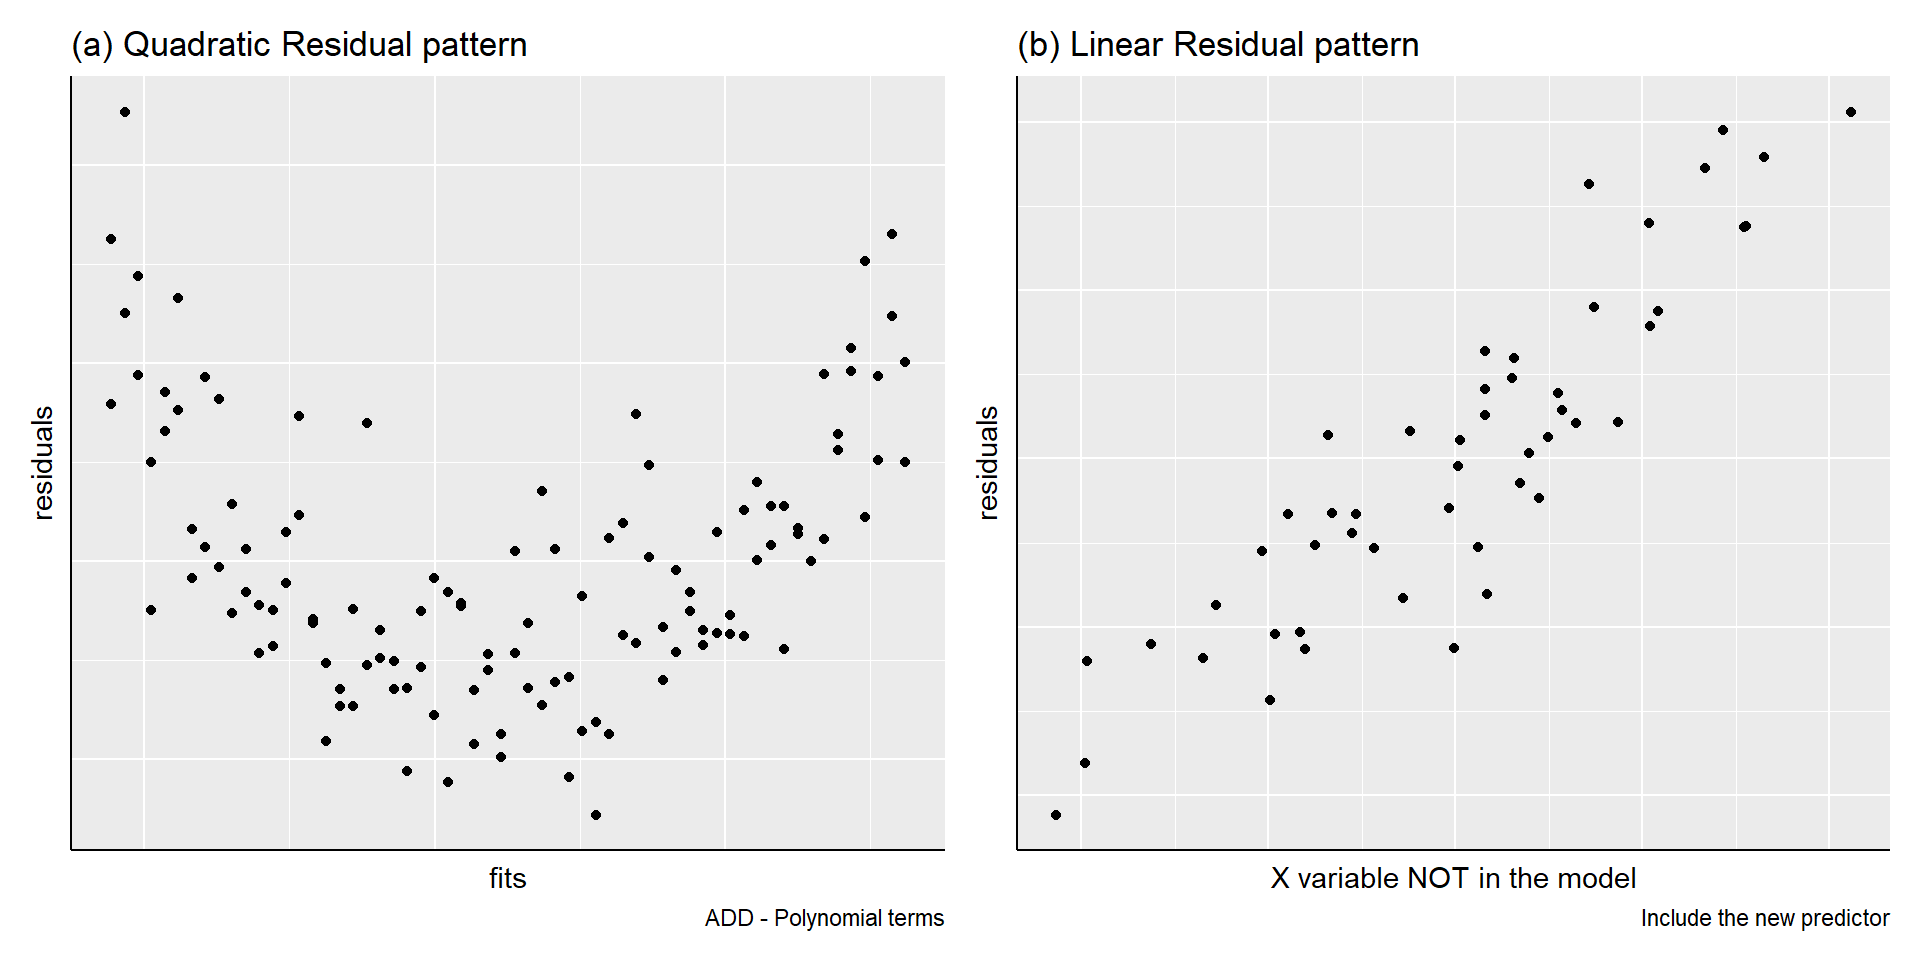 (a) Quadratic Residual pattern
residuals
fits
ADD - Polynomial terms
(b) Linear Residual pattern
residuals
X variable NOT in the model
Include the new predictor